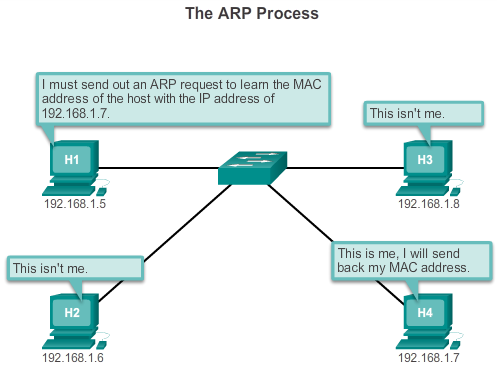 The ARP Process
I must send out an ARP request to learn the MAC
address of the host with the IP address of
192.168.1.7.
This isn't me.
H1
H3
192.168.1.5
192.168.1.8
This isn't me.
This is me, I will send
back my MAC address.
H2
H4
192.168.1.6
192.168.1.7